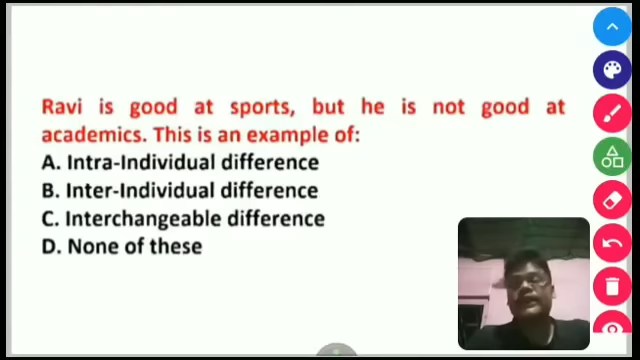 Ravi is good at sports, but he is not good at
academics. This is an example of:
A. Intra-Individual difference
B. Inter-Individual difference
C. Interchangeable difference
D. None of these